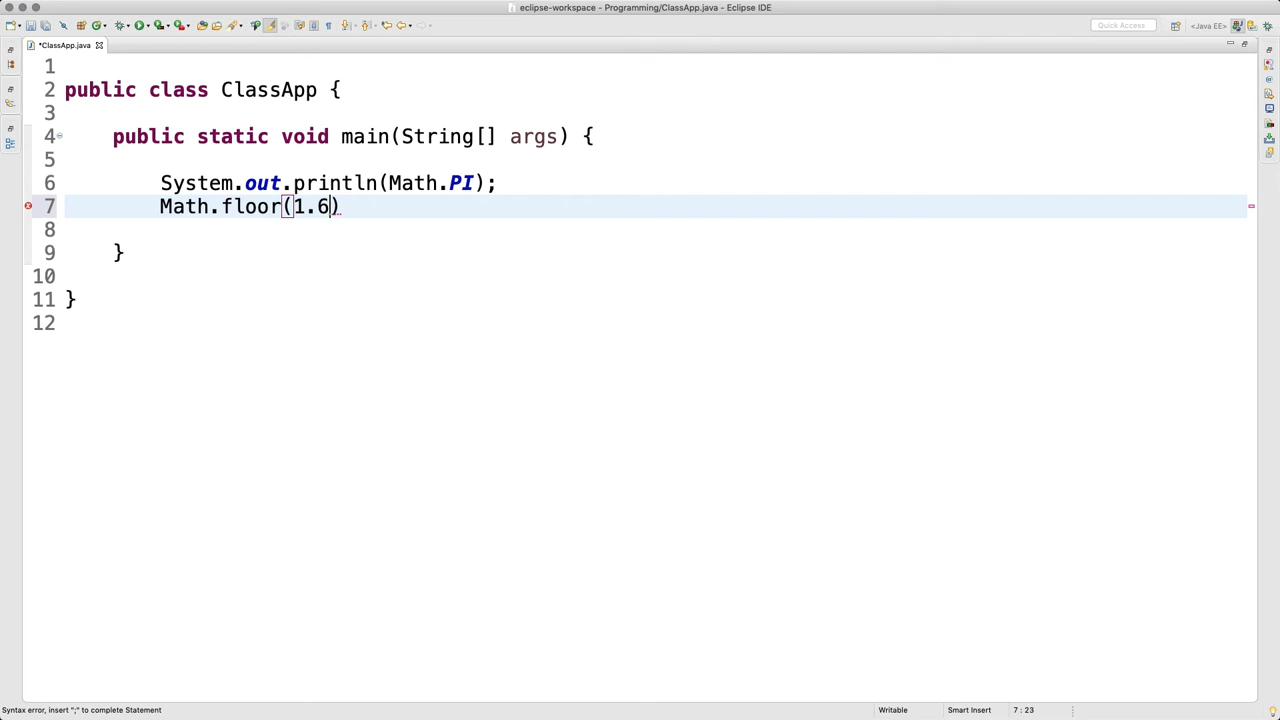 eclipse-workspace - Programming/ClassApp.java - Eclipse IDE
Quick Access
<Java EE>
*ClassApp.java
1
2 public class ClassApp {
3
4 public static void main(String[] args) {
5
6 System.out.println(Math.PI);
7 Math.floor(1.6)
8
9 }
10
11 }
12
Syntax error, insert ";" to complete Statement
Writable
Smart Insert
7 : 23